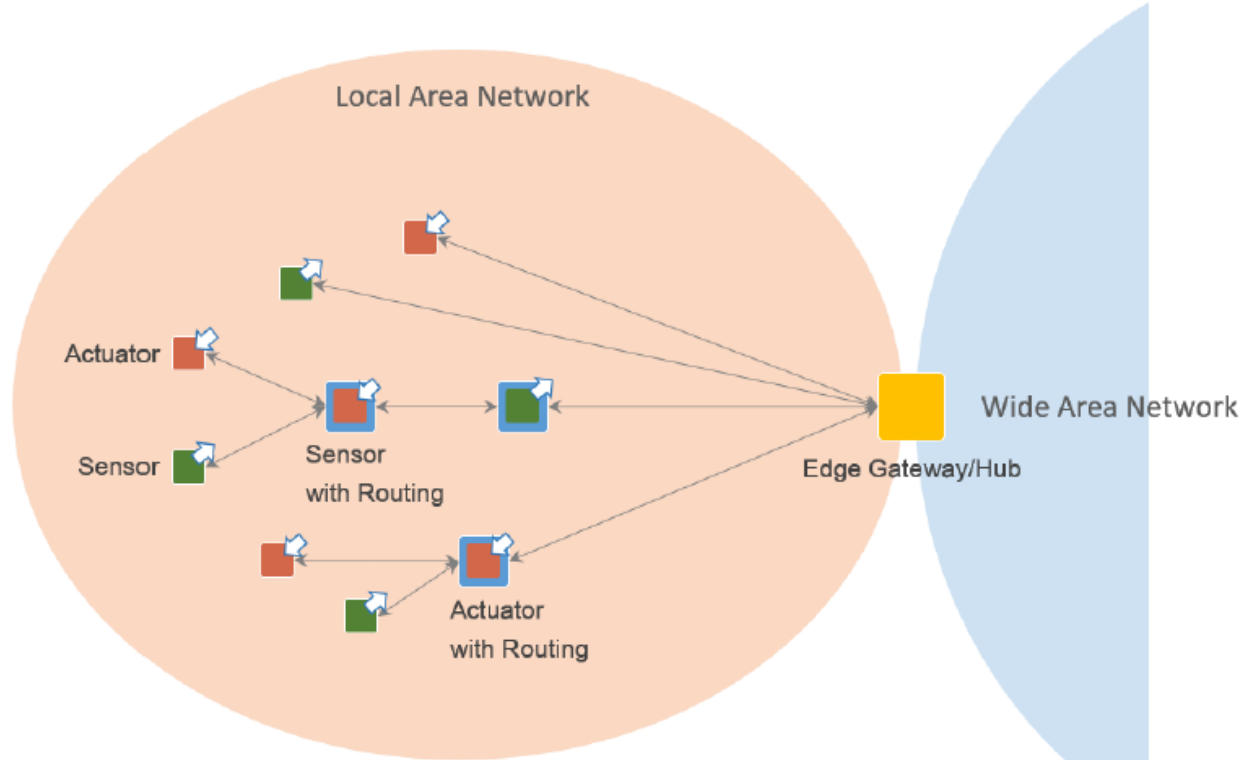 Local Area Network
Actuator
Wide Area Network
Sensor
Sensor
with Routing
Edge Gateway/Hub
Actuator
with Routing